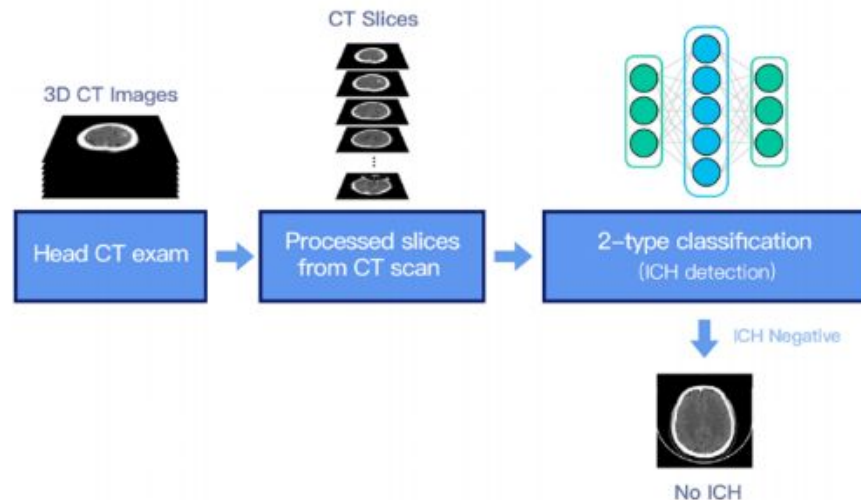 CT Slices
3D CT Images
Head CT exam
Processed slices
from CT scan
2-type classification
(ICH detection)
ICH Negative
No ICH